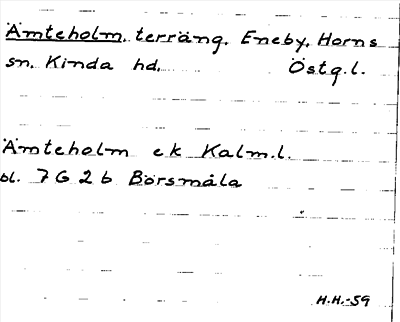 Ämteholm. terräng. Eneby, Horns
sn. Kinda hd. Östg.l.
Ämteholm ek Kalm.l.
bl. 7 G 2 b Börsmåla
H.H.-59